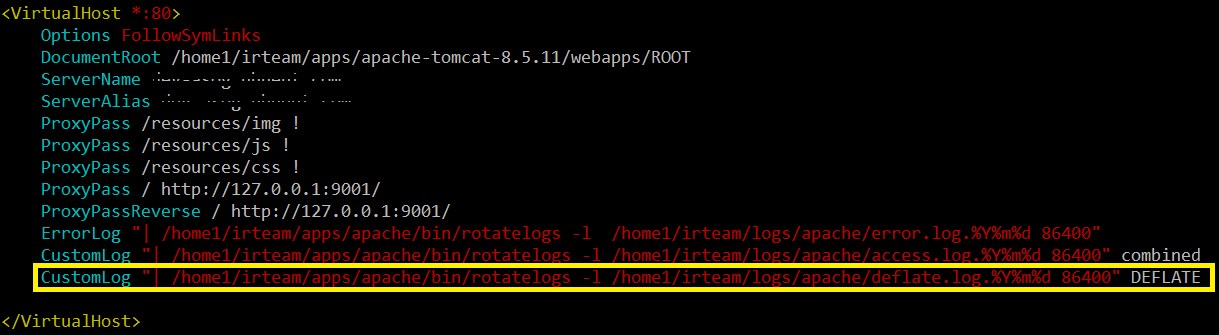 <VirtualHost *:80>
    Options FollowSymLinks
    DocumentRoot /home1/irteam/apps/apache-tomcat-8.5.11/webapps/ROOT
    ServerName
    ServerAlias
    ProxyPass /resources/img !
    ProxyPass /resources/js !
    ProxyPass /resources/css !
    ProxyPass / http://127.0.0.1:9001/
    ProxyPassReverse / http://127.0.0.1:9001/
    ErrorLog "| /home1/irteam/apps/apache/bin/rotatelogs -l  /home1/irteam/logs/apache/error.log.%Y%m%d 86400"
    CustomLog "| /home1/irteam/apps/apache/bin/rotatelogs -l /home1/irteam/logs/apache/access.log.%Y%m%d 86400" combined
    CustomLog "| /home1/irteam/apps/apache/bin/rotatelogs -l /home1/irteam/logs/apache/deflate.log.%Y%m%d 86400" DEFLATE
</VirtualHost>